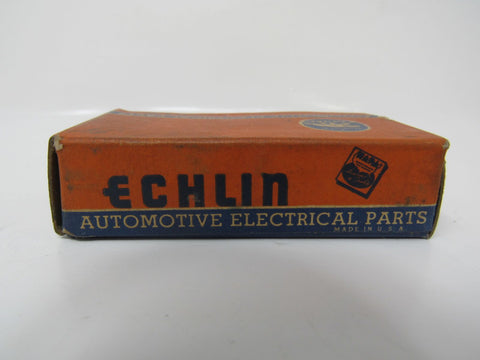 ECHLIN
AUTOMOTIVE ELECTRICAL PARTS
MADE IN U.S.A.